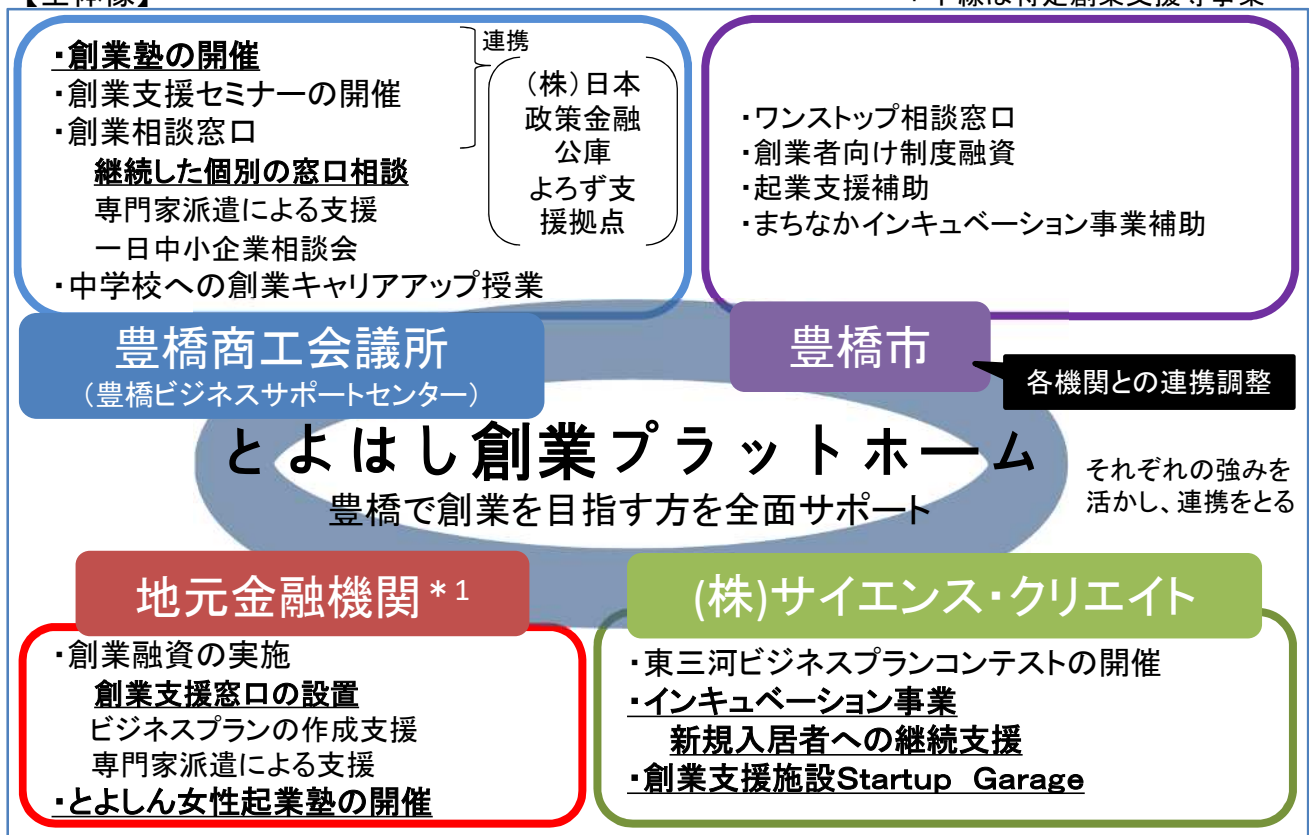 ・創業塾の開催
・創業支援セミナーの開催
・創業相談窓口
継続した個別の窓口相談
専門家派遣による支援
一日中小企業相談会
・中学校への創業キャリアアップ授業
連携
(株)日本
政策金融
公庫
よろず支
援拠点
・ワンストップ相談窓口
・創業者向け制度融資
・起業支援補助
・まちなかインキュベーション事業補助
豊橋商工会議所
(豊橋ビジネスサポートセンター)
豊橋市
各機関との連携調整
とよはし創業プラットホーム
豊橋で創業を目指す方を全面サポート
それぞれの強みを
活かし、連携をとる
地元金融機関*1
・創業融資の実施
創業支援窓口の設置
ビジネスプランの作成支援
専門家派遣による支援
・とよしん女性起業塾の開催
(株)サイエンス・クリエイト
・東三河ビジネスプランコンテストの開催
・インキュベーション事業
新規入居者への継続支援
・創業支援施設Startup Garage